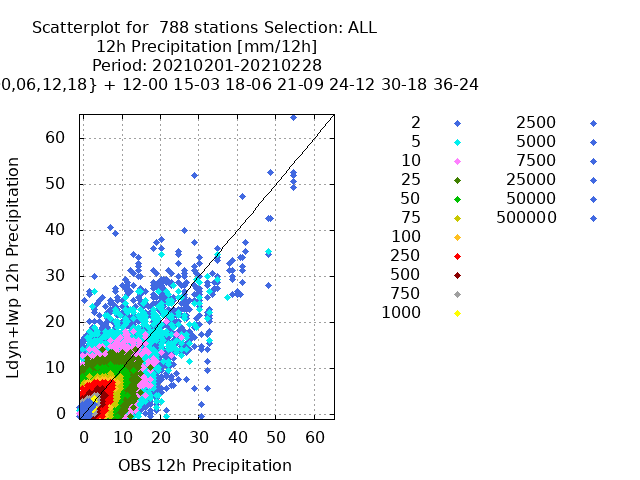 Scatterplot for  788 stations Selection: ALL
12h Precipitation [mm/12h]
Period: 20210201-20210228
00,06,12,18} + 12-00 15-03 18-06 21-09 24-12 30-18 36-24
Ldyn+lwp 12h Precipitation
60
50
40
30
20
10
0
0 10 20 30 40 50 60
OBS 12h Precipitation
2 2500
5 5000
10 7500
25 25000
50 50000
75 500000
100
250
500
750
1000